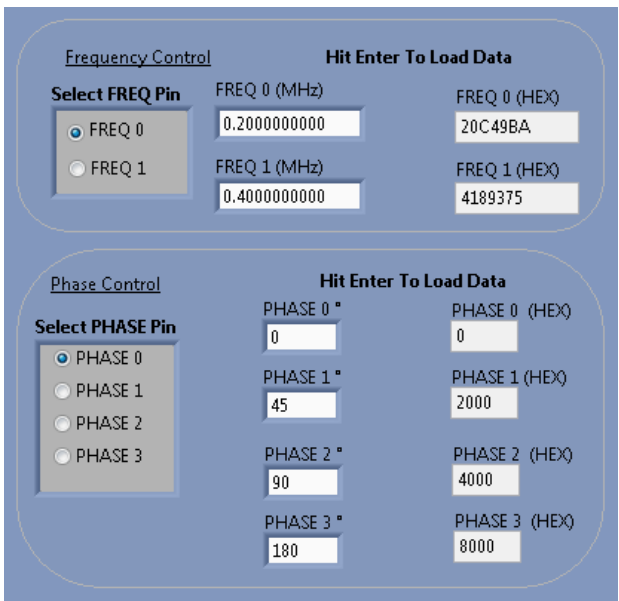 Frequency Control
Hit Enter To Load Data
Select FREQ Pin
FREQ 0 (MHz)
FREQ 0 (HEX)
FREQ 0
0.2000000000
20C49BA
FREQ 1
FREQ 1 (MHz)
FREQ 1 (HEX)
0.4000000000
4189375
Phase Control
Hit Enter To Load Data
Select PHASE Pin
PHASE 0 °
PHASE 0 (HEX)
PHASE 0
0
0
PHASE 1
PHASE 1 °
PHASE 1 (HEX)
45
2000
PHASE 2
PHASE 3
PHASE 2 °
PHASE 2 (HEX)
90
4000
PHASE 3 °
PHASE 3 (HEX)
180
8000